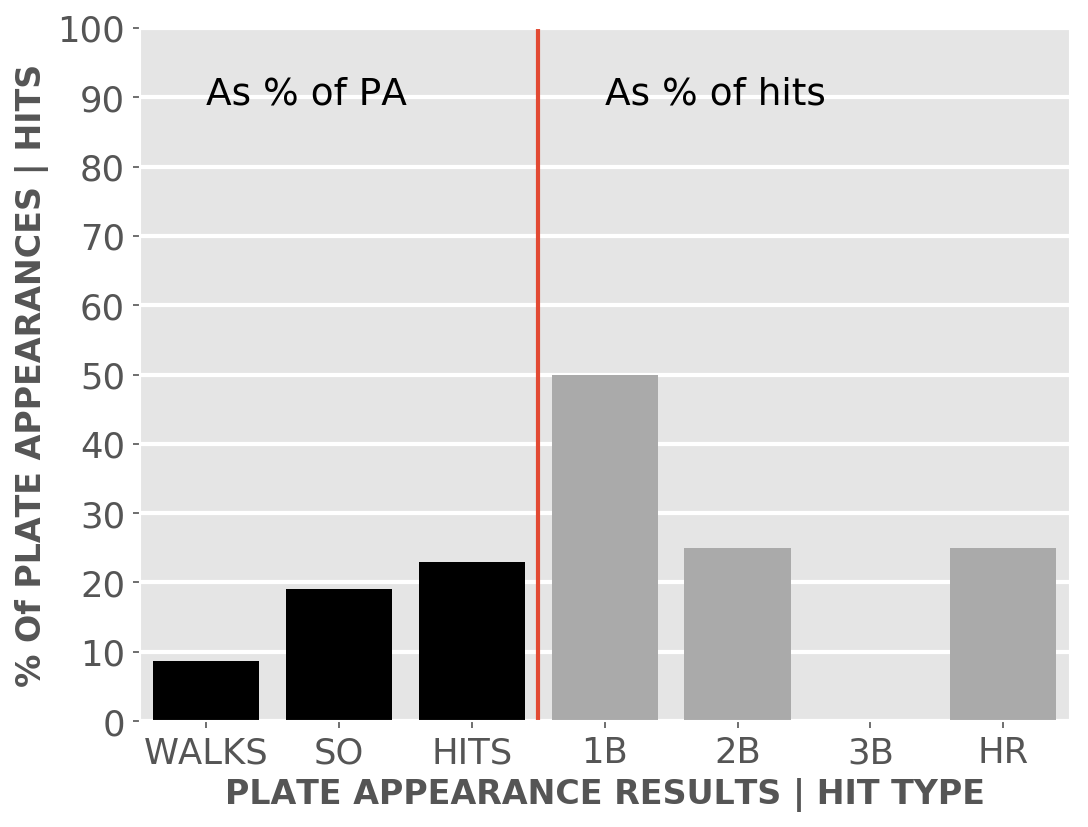 As % of PA
As % of hits
% Of PLATE APPEARANCES | HITS
100
90
80
70
60
50
40
30
20
10
0
WALKS SO HITS 1B 2B 3B HR
PLATE APPEARANCE RESULTS | HIT TYPE